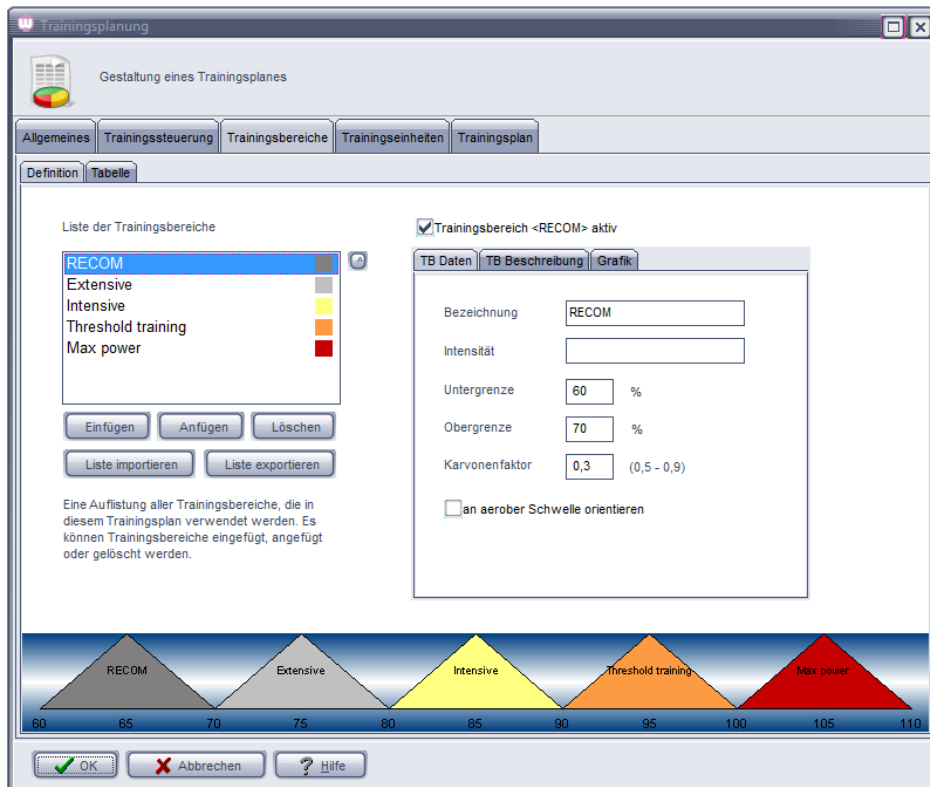 Trainingsplanung
Gestaltung eines Trainingsplanes
Allgemeines Trainingssteuerung Trainingsbereiche Trainingseinheiten Trainingsplan
Definition Tabelle
Liste der Trainingsbereiche
RECOM
Extensive
Intensive
Threshold training
Max power
Einfügen Anfügen Löschen
Liste importieren Liste exportieren
Eine Auflistung aller Trainingsbereiche, die in
diesem Trainingsplan verwendet werden. Es
können Trainingsbereiche eingefügt, angefügt
oder gelöscht werden.
Trainingsbereich <RECOM> aktiv
TB Daten TB Beschreibung Grafik
Bezeichnung RECOM
Intensität
Untergrenze 60 %
Obergrenze 70 %
Karvonenfaktor 0,3 (0,5 - 0,9)
an aerober Schwelle orientieren
RECOM Extensive Intensive Threshold training Max power
60 65 70 75 80 85 90 95 100 105 110
OK Abbrechen Hilfe